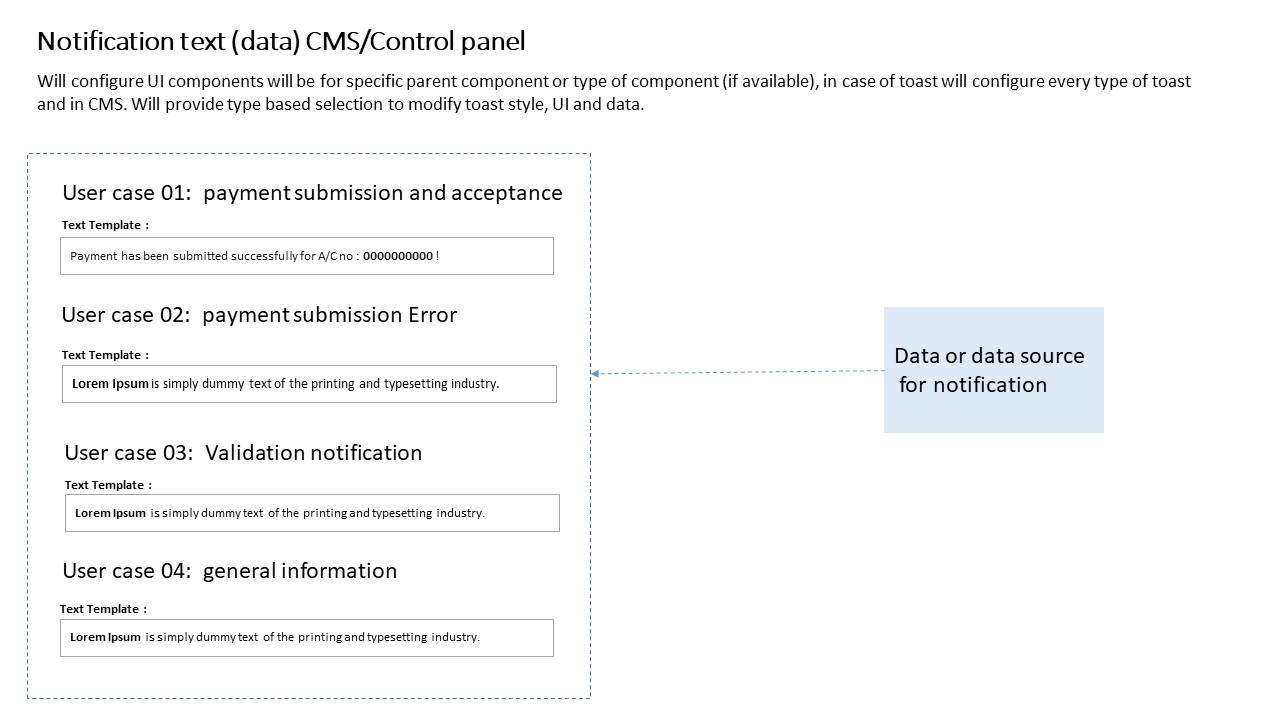 Notification text (data) CMS/Control panel
Will configure UI components will be for specific parent component or type of component (if available), in case of toast will configure every type of toast
and in CMS. Will provide type based selection to modify toast style, UI and data.
User case 01:  payment submission and acceptance
Text Template :
Payment has been submitted successfully for A/C no : 0000000000 !
User case 02:  payment submission Error
Text Template :
Lorem Ipsum is simply dummy text of the printing and typesetting industry.
User case 03:  Validation notification
Text Template :
Lorem Ipsum is simply dummy text of the printing and typesetting industry.
User case 04:  general information
Text Template :
Lorem Ipsum is simply dummy text of the printing and typesetting industry.
Data or data source
for notification